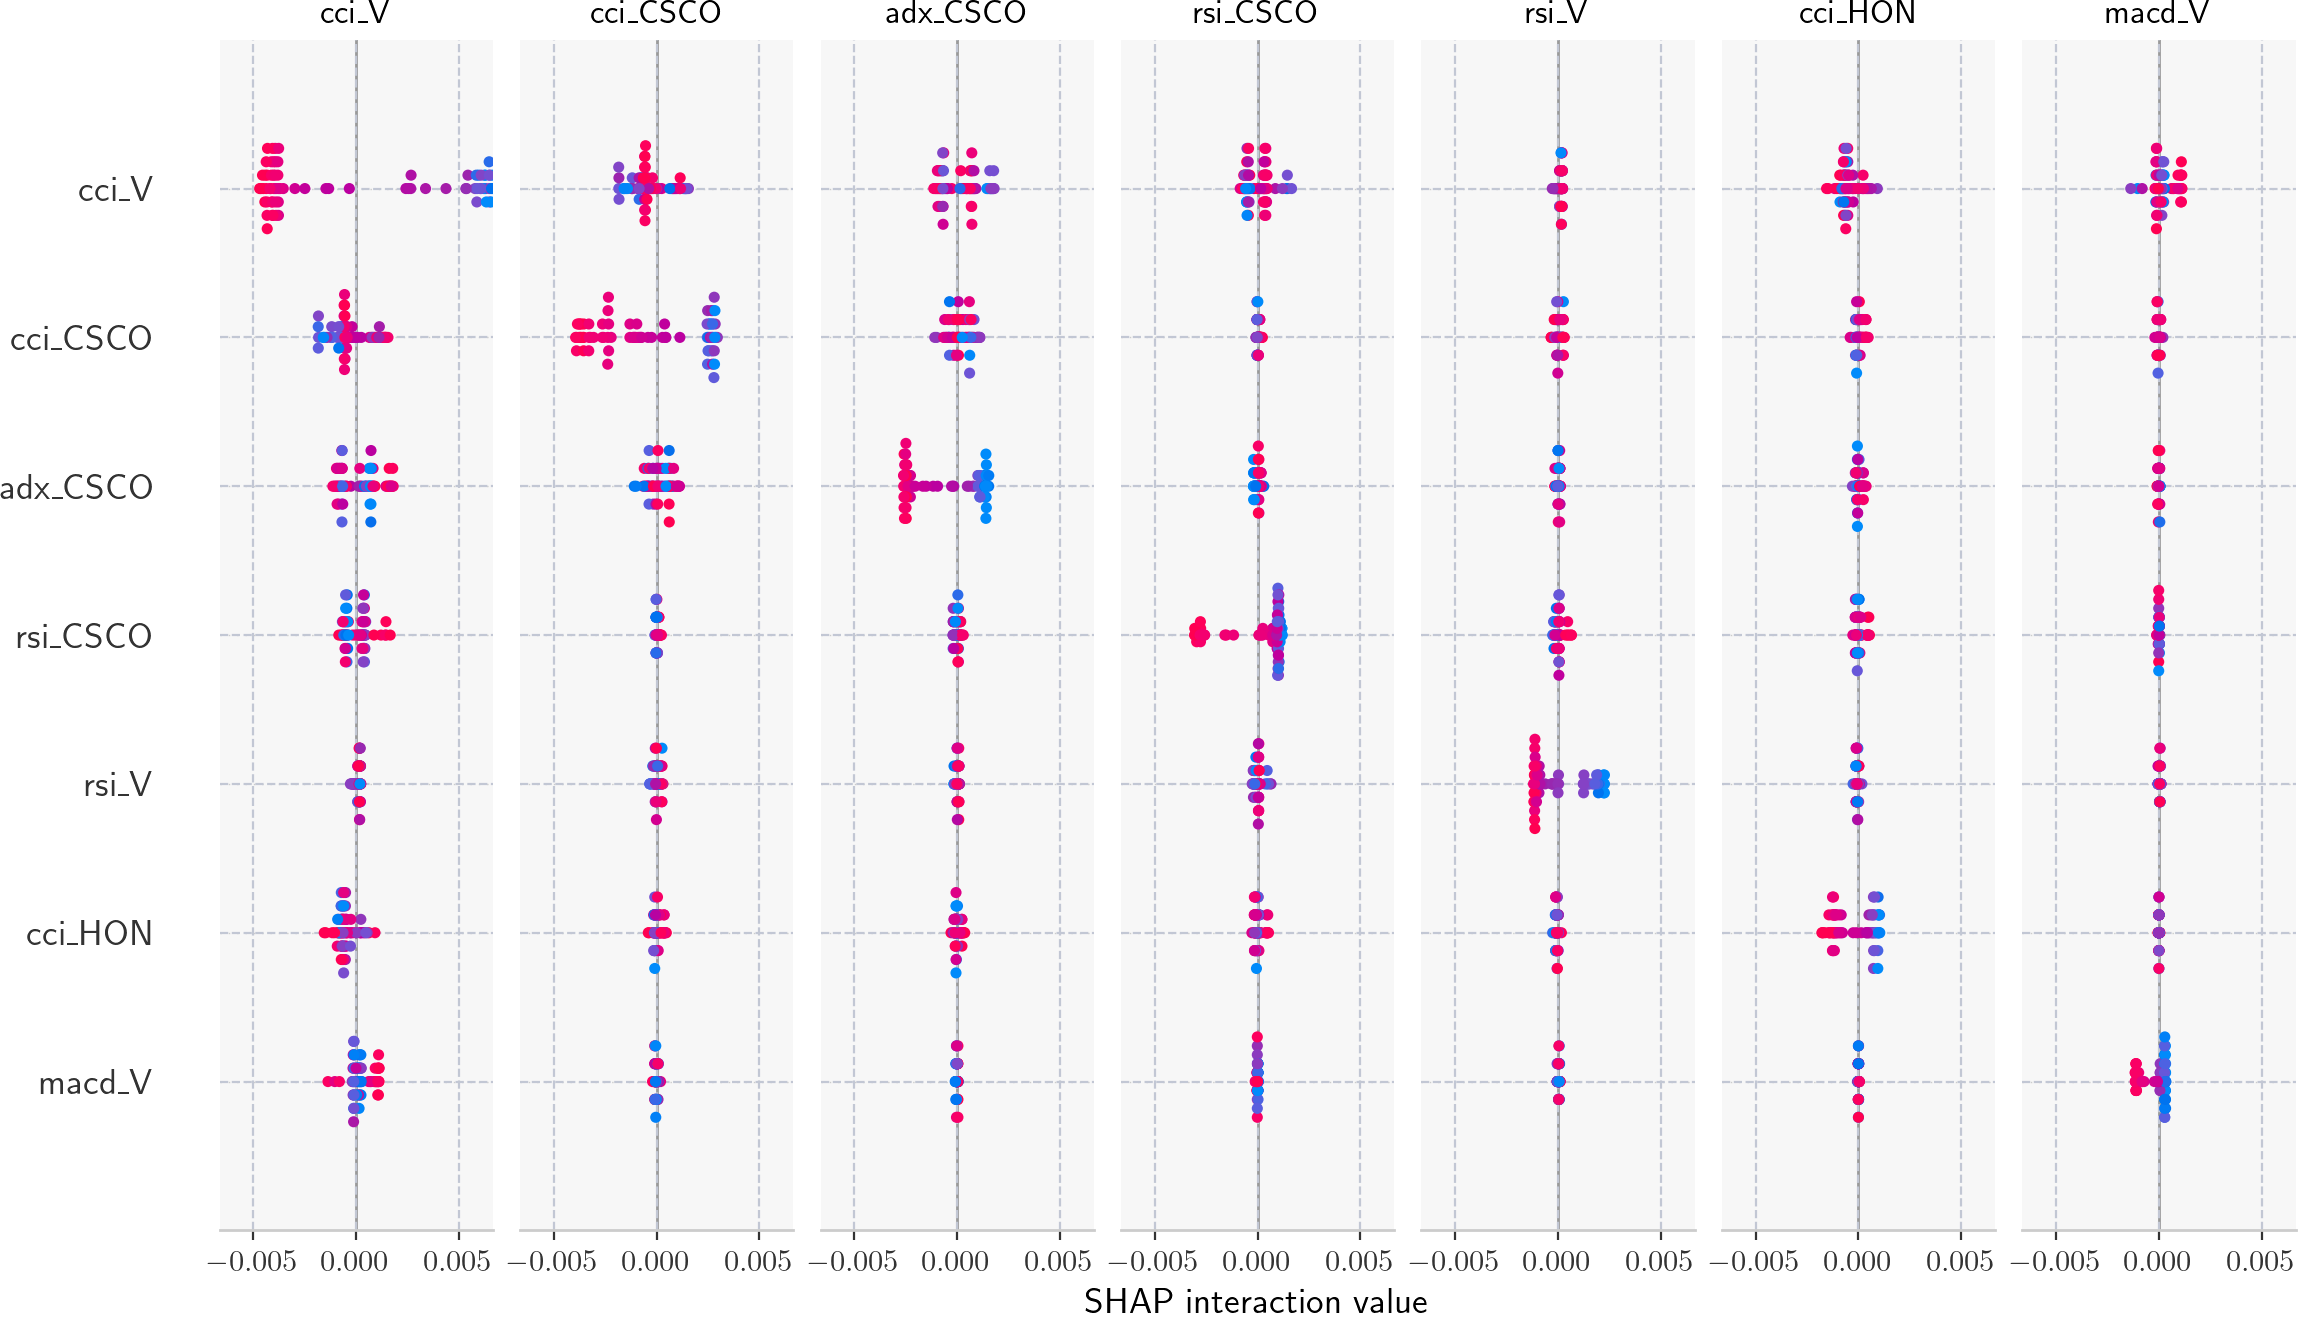 cci_V cci_CSCO adx_CSCO rsi_CSCO rsi_V cci_HON macd_V
cci_V
cci_CSCO
adx_CSCO
rsi_CSCO
rsi_V
cci_HON
macd_V
−0.005 0.000 0.005 −0.005 0.000 0.005 −0.005 0.000 0.005 −0.005 0.000 0.005 −0.005 0.000 0.005 −0.005 0.000 0.005 −0.005 0.000 0.005
SHAP interaction value